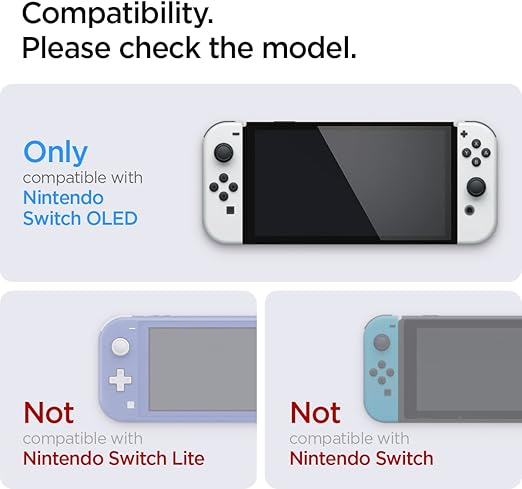 Compatibility.
Please check the model.
Only
compatible with
Nintendo
Switch OLED
Not
compatible with
Nintendo Switch Lite
Not
compatible with
Nintendo Switch